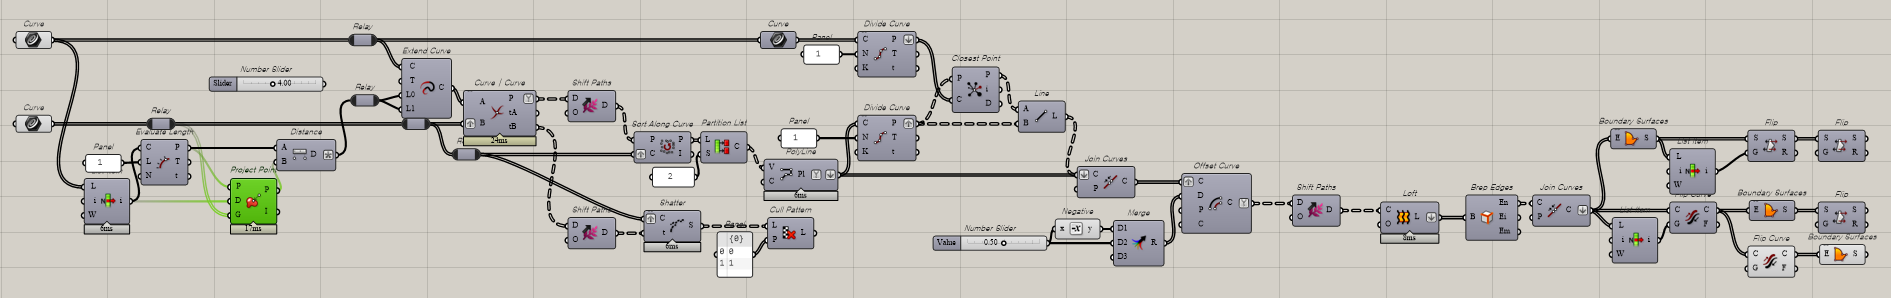 Curve
Number Slider
Slider 4.00
Curve
Relay
Panel
1
L
i
W
6ms
Evaluate Length
C P
L T
N t
Project Point
P P
D
G I
17ms
Distance
A D
B
Relay
Relay
Extend Curve
C
T
L0 C
L1
Curve | Curve
A P
tA
B tB
24ms
Shift Paths
D D
O
Shift Paths
D D
O
Sort Along Curve
P P
C I
2
Partition List
L C
S
Shatter
C S
t
6ms
Panel
{0}
0 0
1 1
Cull Pattern
L L
P
Curve
Panel
1
Divide Curve
C P
N T
K t
Panel
1
PolyLine
V Pl
C
6ms
Divide Curve
C P
N T
K t
Closest Point
P P
i
C D
Line
A L
B
Number Slider
Value 0.50
Negative
x -x y
Join Curves
C C
P
Merge
D1
D2 R
D3
Offset Curve
C
D
P C
C
Shift Paths
D D
O
Loft
C L
O
8ms
Brep Edges
En
B Ei
Em
Join Curves
C C
P
Boundary Surfaces
E S
List Item
L
i
W
Flip
S S
G R
Flip
S S
G R
L
i
W
C C
G F
Boundary Surfaces
E S
Flip
S S
G R
Flip Curve
C C
G F
Boundary Surfaces
E S